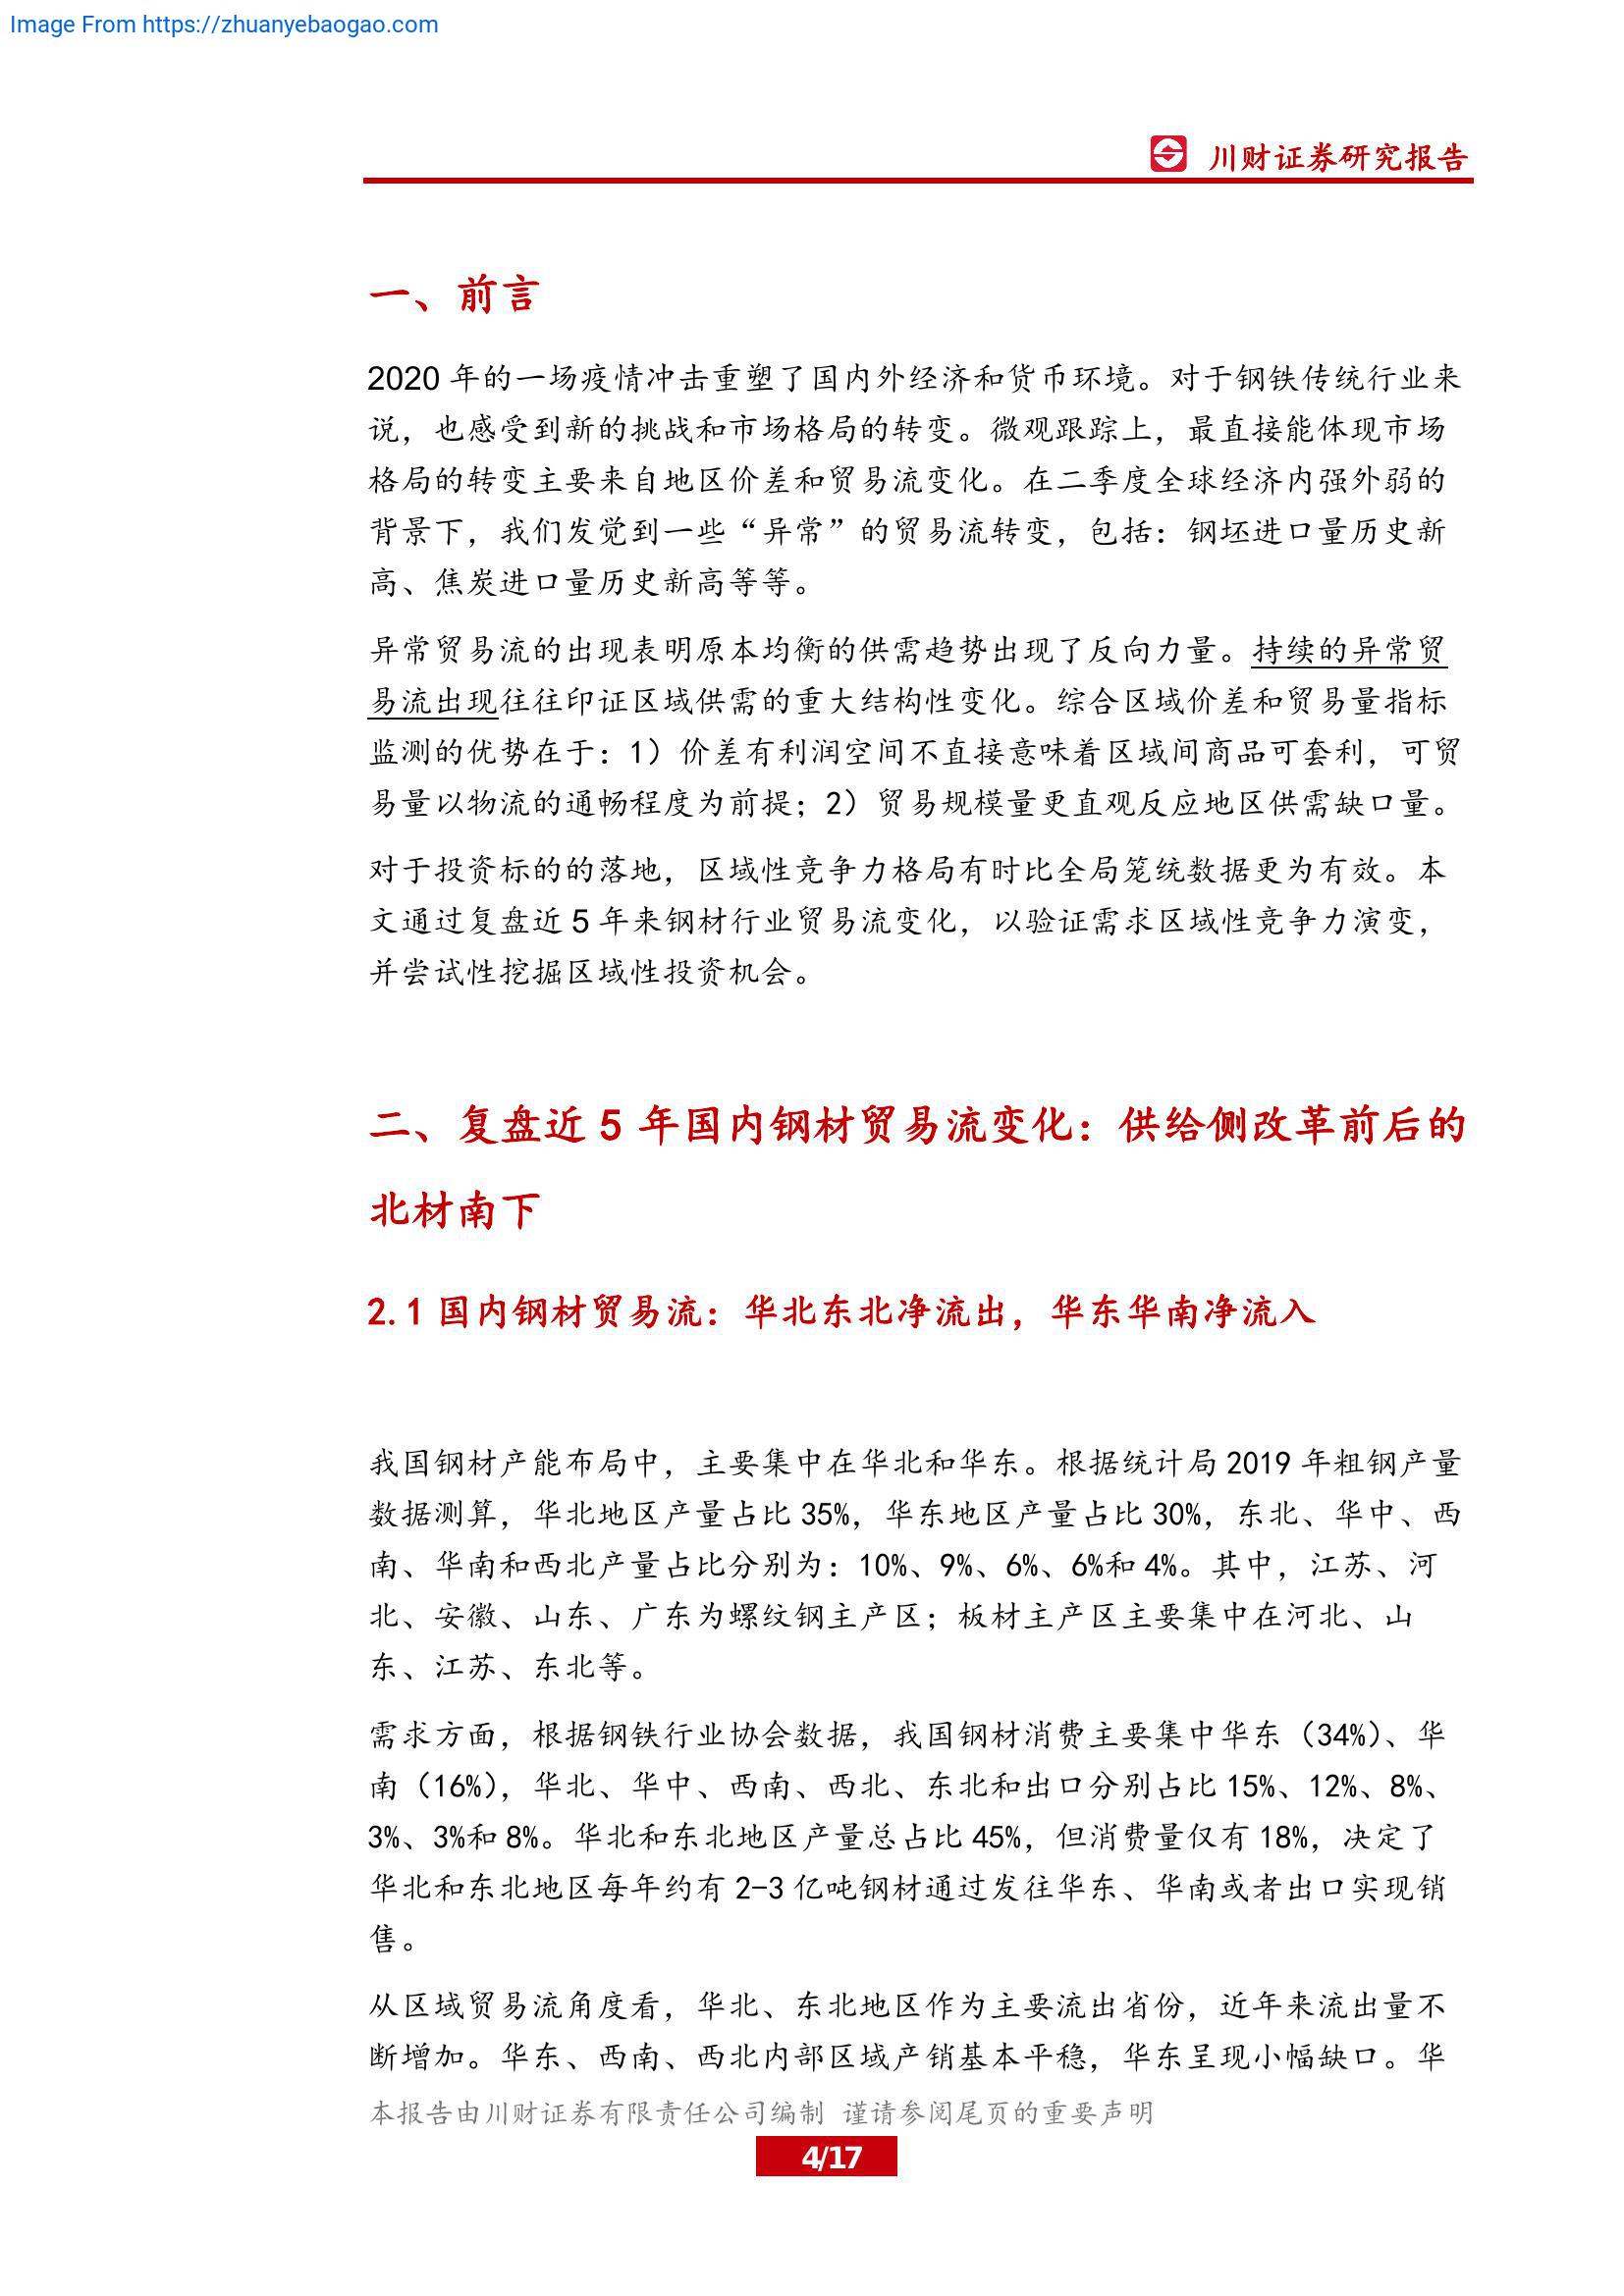 Image From https://zhuanyebaogao.com
川财证券研究报告
一、前言
2020 年的一场疫情冲击重塑了国内外经济和货币环境。对于钢铁传统行业来
说，也感受到新的挑战和市场格局的转变。微观跟踪上，最直接能体现市场
格局的转变主要来自地区价差和贸易流变化。在二季度全球经济内强外弱的
背景下，我们发觉到一些“异常”的贸易流转变，包括：钢坯进口量历史新
高、焦炭进口量历史新高等等。
异常贸易流的出现表明原本均衡的供需趋势出现了反向力量。持续的异常贸
易流出现往往印证区域供需的重大结构性变化。综合区域价差和贸易量指标
监测的优势在于：1）价差有利润空间不直接意味着区域间商品可套利，可贸
易量以物流的通畅程度为前提；2）贸易规模量更直观反应地区供需缺口量。
对于投资标的的落地，区域性竞争力格局有时比全局笼统数据更为有效。本
文通过复盘近 5 年来钢材行业贸易流变化，以验证需求区域性竞争力演变，
并尝试性挖掘区域性投资机会。
二、复盘近 5 年国内钢材贸易流变化：供给侧改革前后的
北材南下
2.1 国内钢材贸易流：华北东北净流出，华东华南净流入
我国钢材产能布局中，主要集中在华北和华东。根据统计局 2019 年粗钢产量
数据测算，华北地区产量占比 35%，华东地区产量占比 30%，东北、华中、西
南、华南和西北产量占比分别为：10%、9%、6%、6%和 4%。其中，江苏、河
北、安徽、山东、广东为螺纹钢主产区；板材主产区主要集中在河北、山
东、江苏、东北等。
需求方面，根据钢铁行业协会数据，我国钢材消费主要集中华东（34%）、华
南（16%），华北、华中、西南、西北、东北和出口分别占比 15%、12%、8%、
3%、3%和 8%。华北和东北地区产量总占比 45%，但消费量仅有 18%，决定了
华北和东北地区每年约有 2-3 亿吨钢材通过发往华东、华南或者出口实现销
售。
从区域贸易流角度看，华北、东北地区作为主要流出省份，近年来流出量不
断增加。华东、西南、西北内部区域产销基本平稳，华东呈现小幅缺口。华
本报告由川财证券有限责任公司编制 谨请参阅尾页的重要声明
4/17